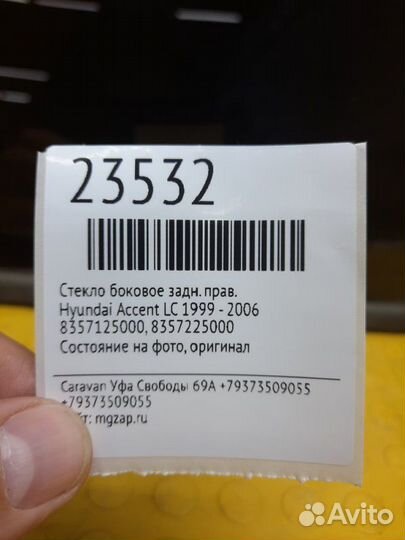 23532
Стекло боковое задн. прав.
Hyundai Accent LC 1999 - 2006
8357125000, 8357225000
Состояние на фото, оригинал
Caravan Уфа Свободы 69А +79373509055
+79373509055
mgzap.ru
Avito